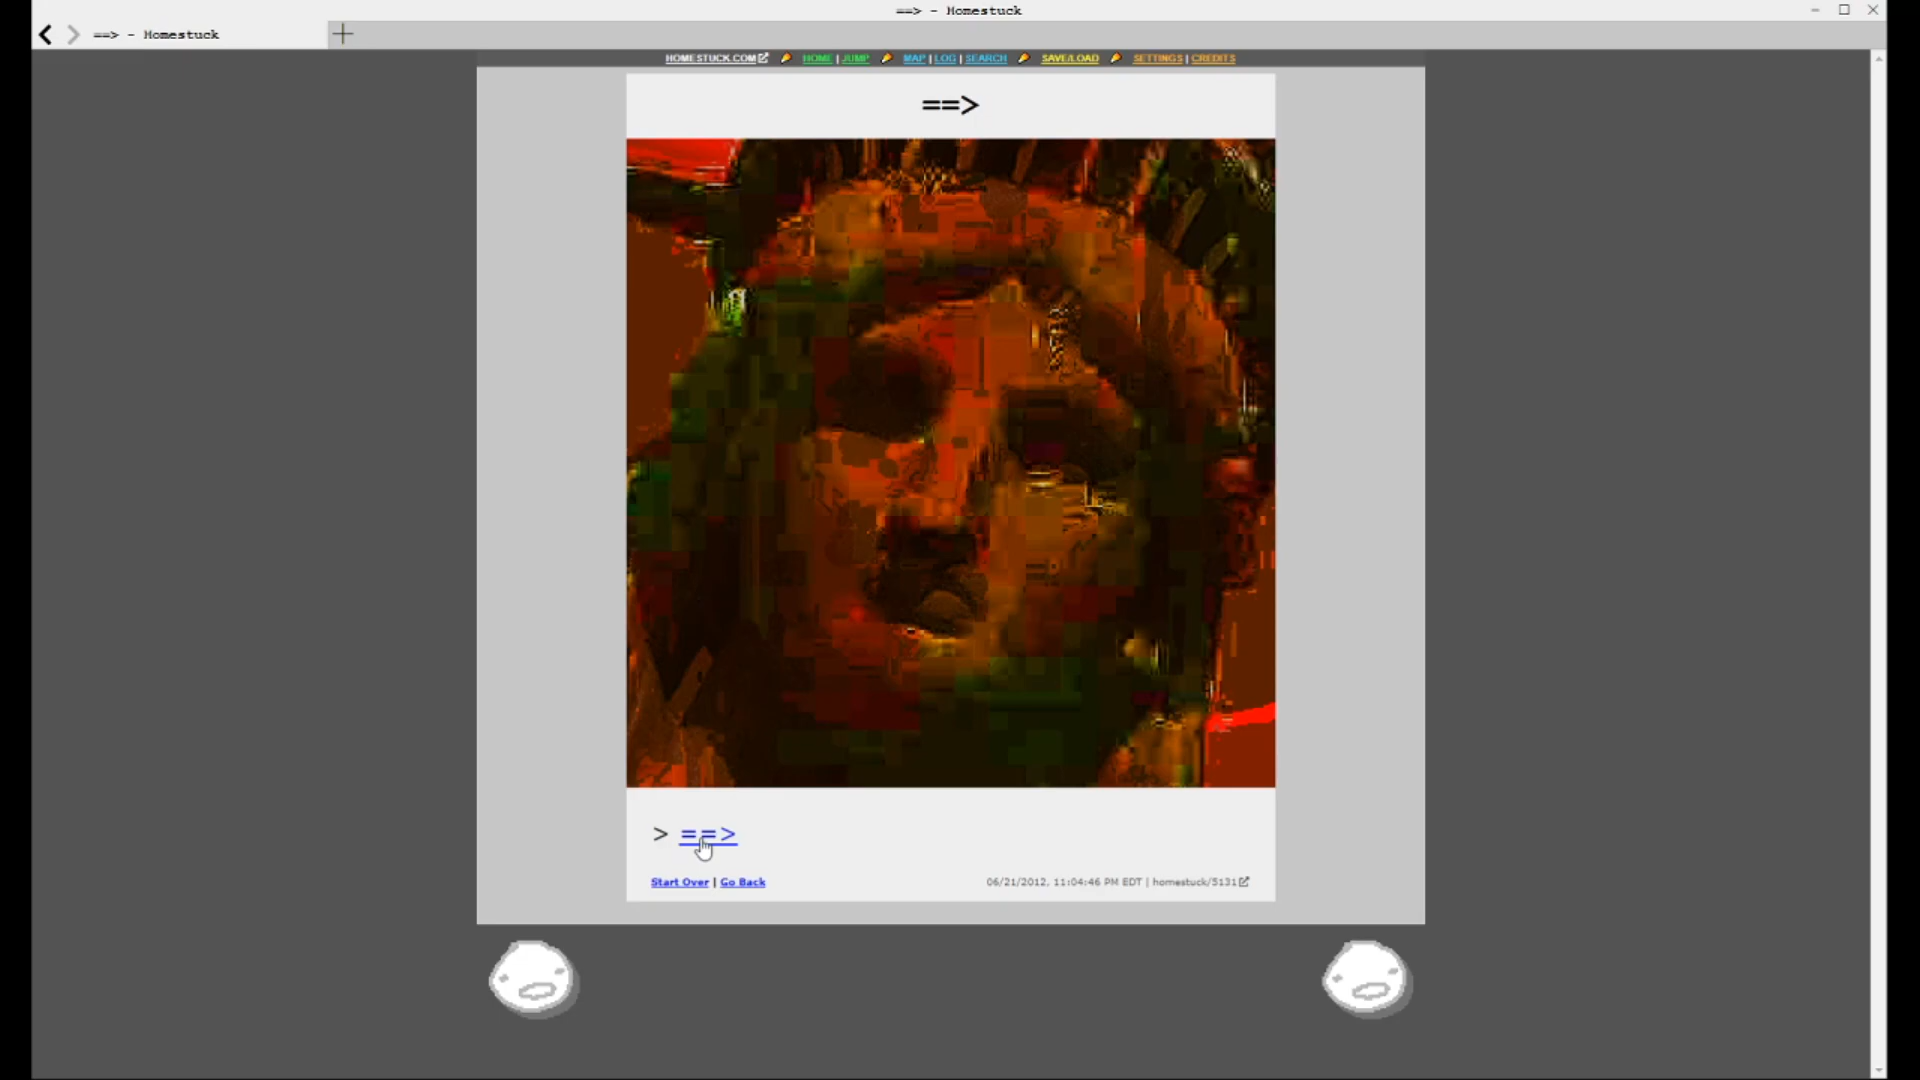 ==> - Homestuck
==> - Homestuck
HOMESTUCK.COM HOME | JUMP MAP | LOG | SEARCH SAVE/LOAD SETTINGS | CREDITS
==>
> ==>
Start Over | Go Back 06/21/2012, 11:04:46 PM EDT | homestuck/5131